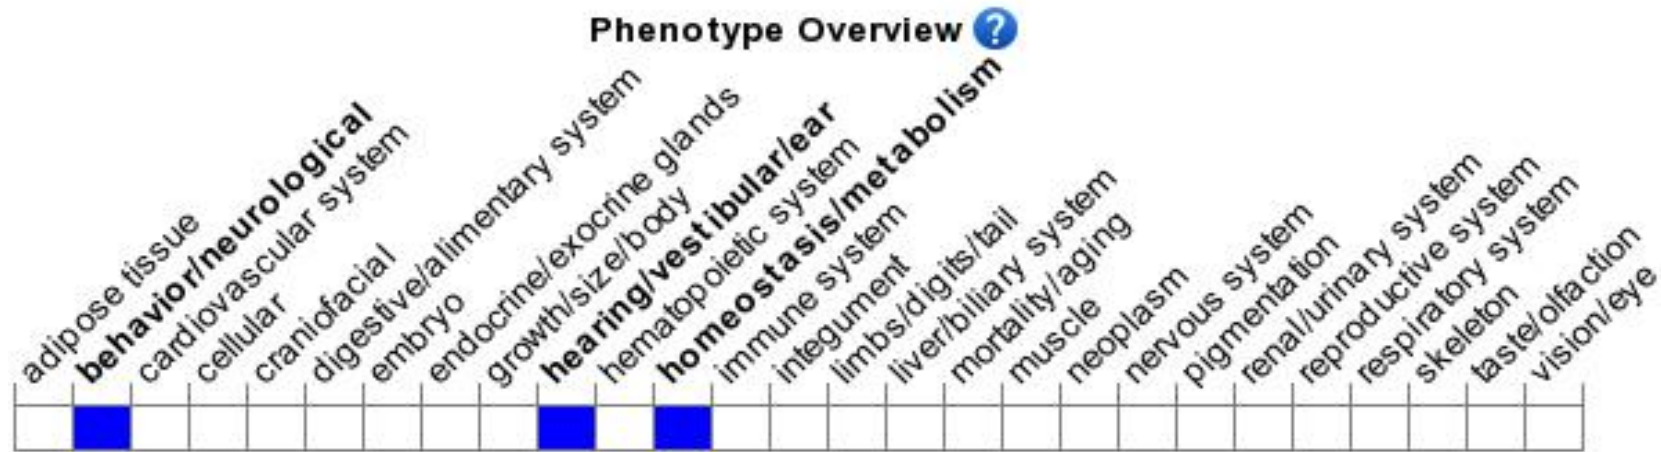 Phenotype Overview ?
adipose tissue
behavior/neurological
cardiovascular system
cellular
craniofacial
digestive/alimentary system
embryo
endocrine/exocrine glands
growth/size/body
hearing/vestibular/ear
hematopoietic system
homeostasis/metabolism
immune system
integument
limbs/digits/tail
liver/biliary system
mortality/aging
muscle
neoplasm
nervous system
pigmentation
renal/urinary system
reproductive system
respiratory system
skeleton
taste/olfaction
vision/eye